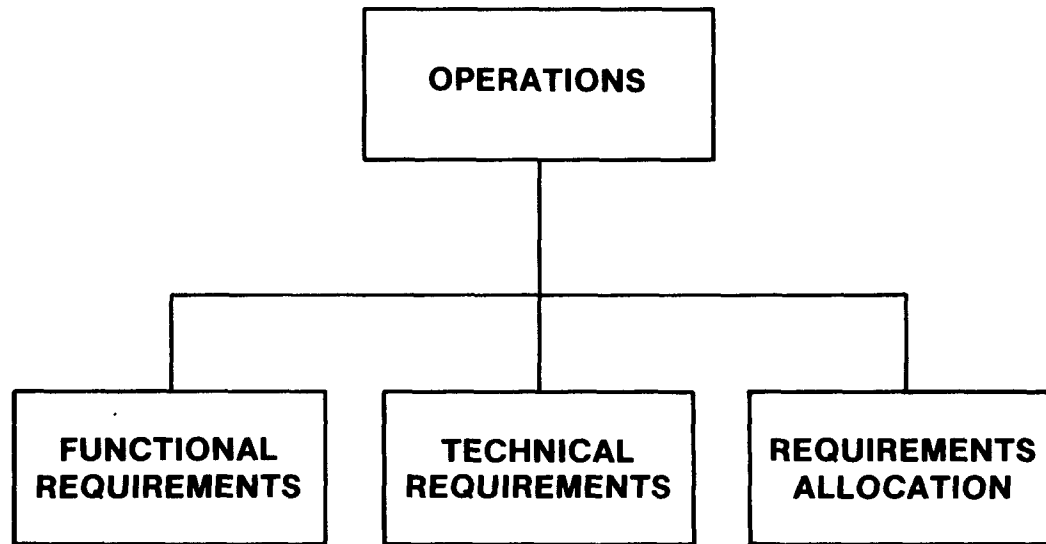 OPERATIONS
FUNCTIONAL
REQUIREMENTS
TECHNICAL
REQUIREMENTS
REQUIREMENTS
ALLOCATION